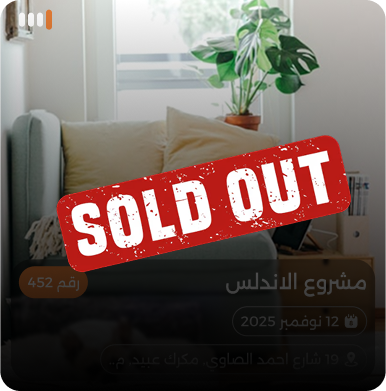 SOLD OUT
مشروع الاندلس
رقم 452
12 نوفمبر 2025
19 شارع احمد الصاوي, مكرك عبيد, م..